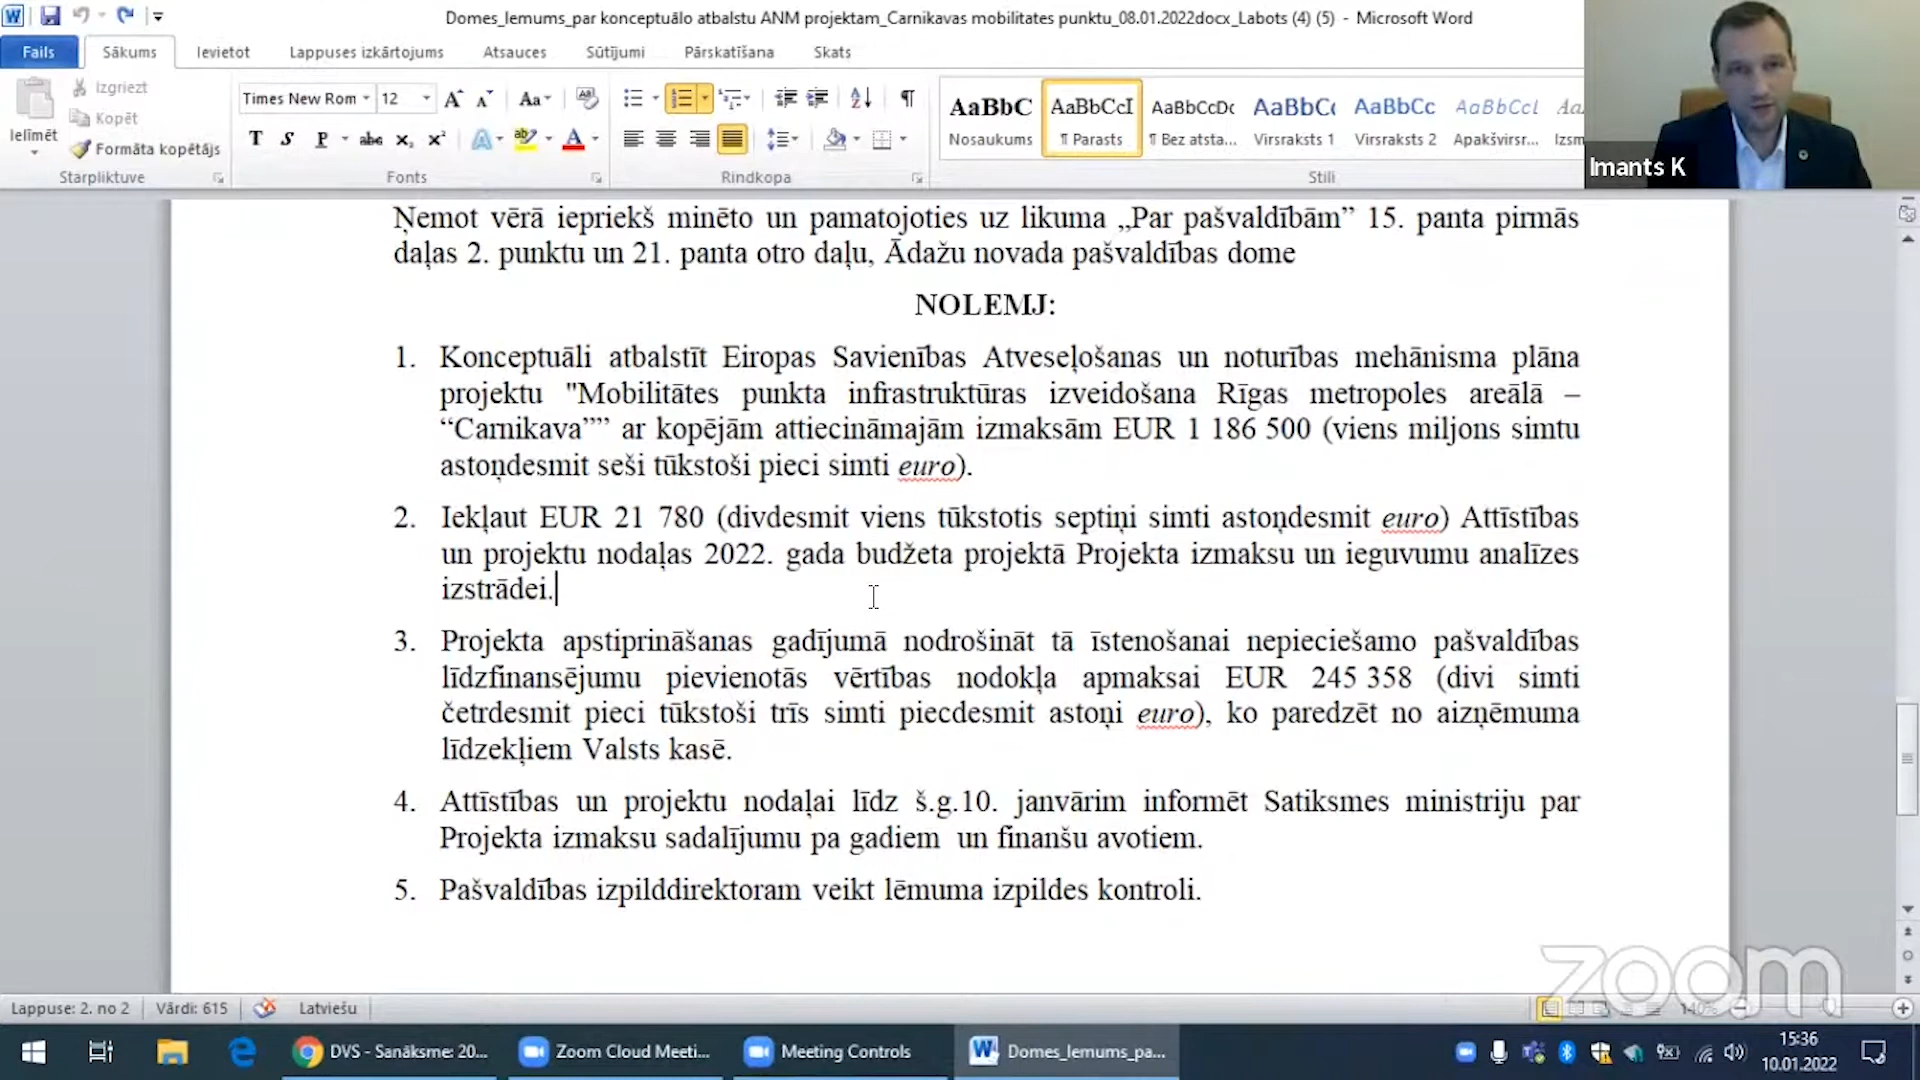 Domes_lemums_par konceptuālo atbalstu ANM projektam_Carnikavas mobilitates punktu_08.01.2022docx_Labots (4) (5) - Microsoft Word
Fails Sākums Ievietot Lappuses izkārtojums Atsauces Sūtījumi Pārskatīšana Skats
Ielīmēt
Izgriezt
Kopēt
Formāta kopētājs
Starpliktuve
Times New Rom 12
Fonts
Rindkopa
AaBbC AaBbCcI AaBbCcDc AaBbCc AaBbCc AaBbCcL
Nosaukums ¶ Parasts ¶ Bez atsta... Virsraksts 1 Virsraksts 2 Apakšvirsr... Izsm
Stili
Imants K
Ņemot vērā iepriekš minēto un pamatojoties uz likuma „Par pašvaldībām” 15. panta pirmās
daļas 2. punktu un 21. panta otro daļu, Ādažu novada pašvaldības dome
NOLEMJ:
1. Konceptuāli atbalstīt Eiropas Savienības Atveseļošanas un noturības mehānisma plāna
projektu "Mobilitātes punkta infrastruktūras izveidošana Rīgas metropoles areālā –
“Carnikava”” ar kopējām attiecināmajām izmaksām EUR 1 186 500 (viens miljons simtu
astoņdesmit seši tūkstoši pieci simti euro).
2. Iekļaut EUR 21 780 (divdesmit viens tūkstotis septiņi simti astoņdesmit euro) Attīstības
un projektu nodaļas 2022. gada budžeta projektā Projekta izmaksu un ieguvumu analīzes
izstrādei.
3. Projekta apstiprināšanas gadījumā nodrošināt tā īstenošanai nepieciešamo pašvaldības
līdzfinansējumu pievienotās vērtības nodokļa apmaksai EUR 245 358 (divi simti
četrdesmit pieci tūkstoši trīs simti piecdesmit astoņi euro), ko paredzēt no aizņēmuma
līdzekļiem Valsts kasē.
4. Attīstības un projektu nodaļai līdz š.g.10. janvārim informēt Satiksmes ministriju par
Projekta izmaksu sadalījumu pa gadiem un finanšu avotiem.
5. Pašvaldības izpilddirektoram veikt lēmuma izpildes kontroli.
zoom
Lappuse: 2. no 2 Vārdi: 615 Latviešu 140%
DVS - Sanāksme: 20... Zoom Cloud Meeti... Meeting Controls Domes_lemums_pa...
15:36
10.01.2022